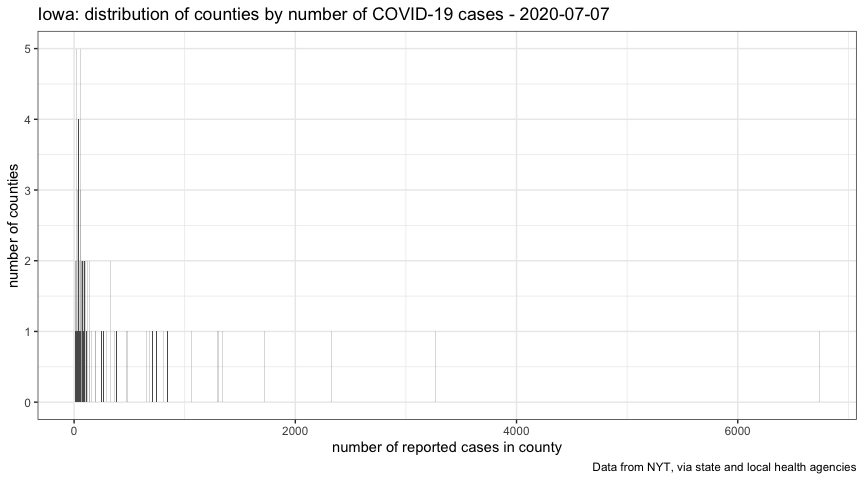 Iowa: distribution of counties by number of COVID-19 cases - 2020-07-07
5
4
3
2
1
0
number of counties
0 2000 4000 6000
number of reported cases in county
Data from NYT, via state and local health agencies